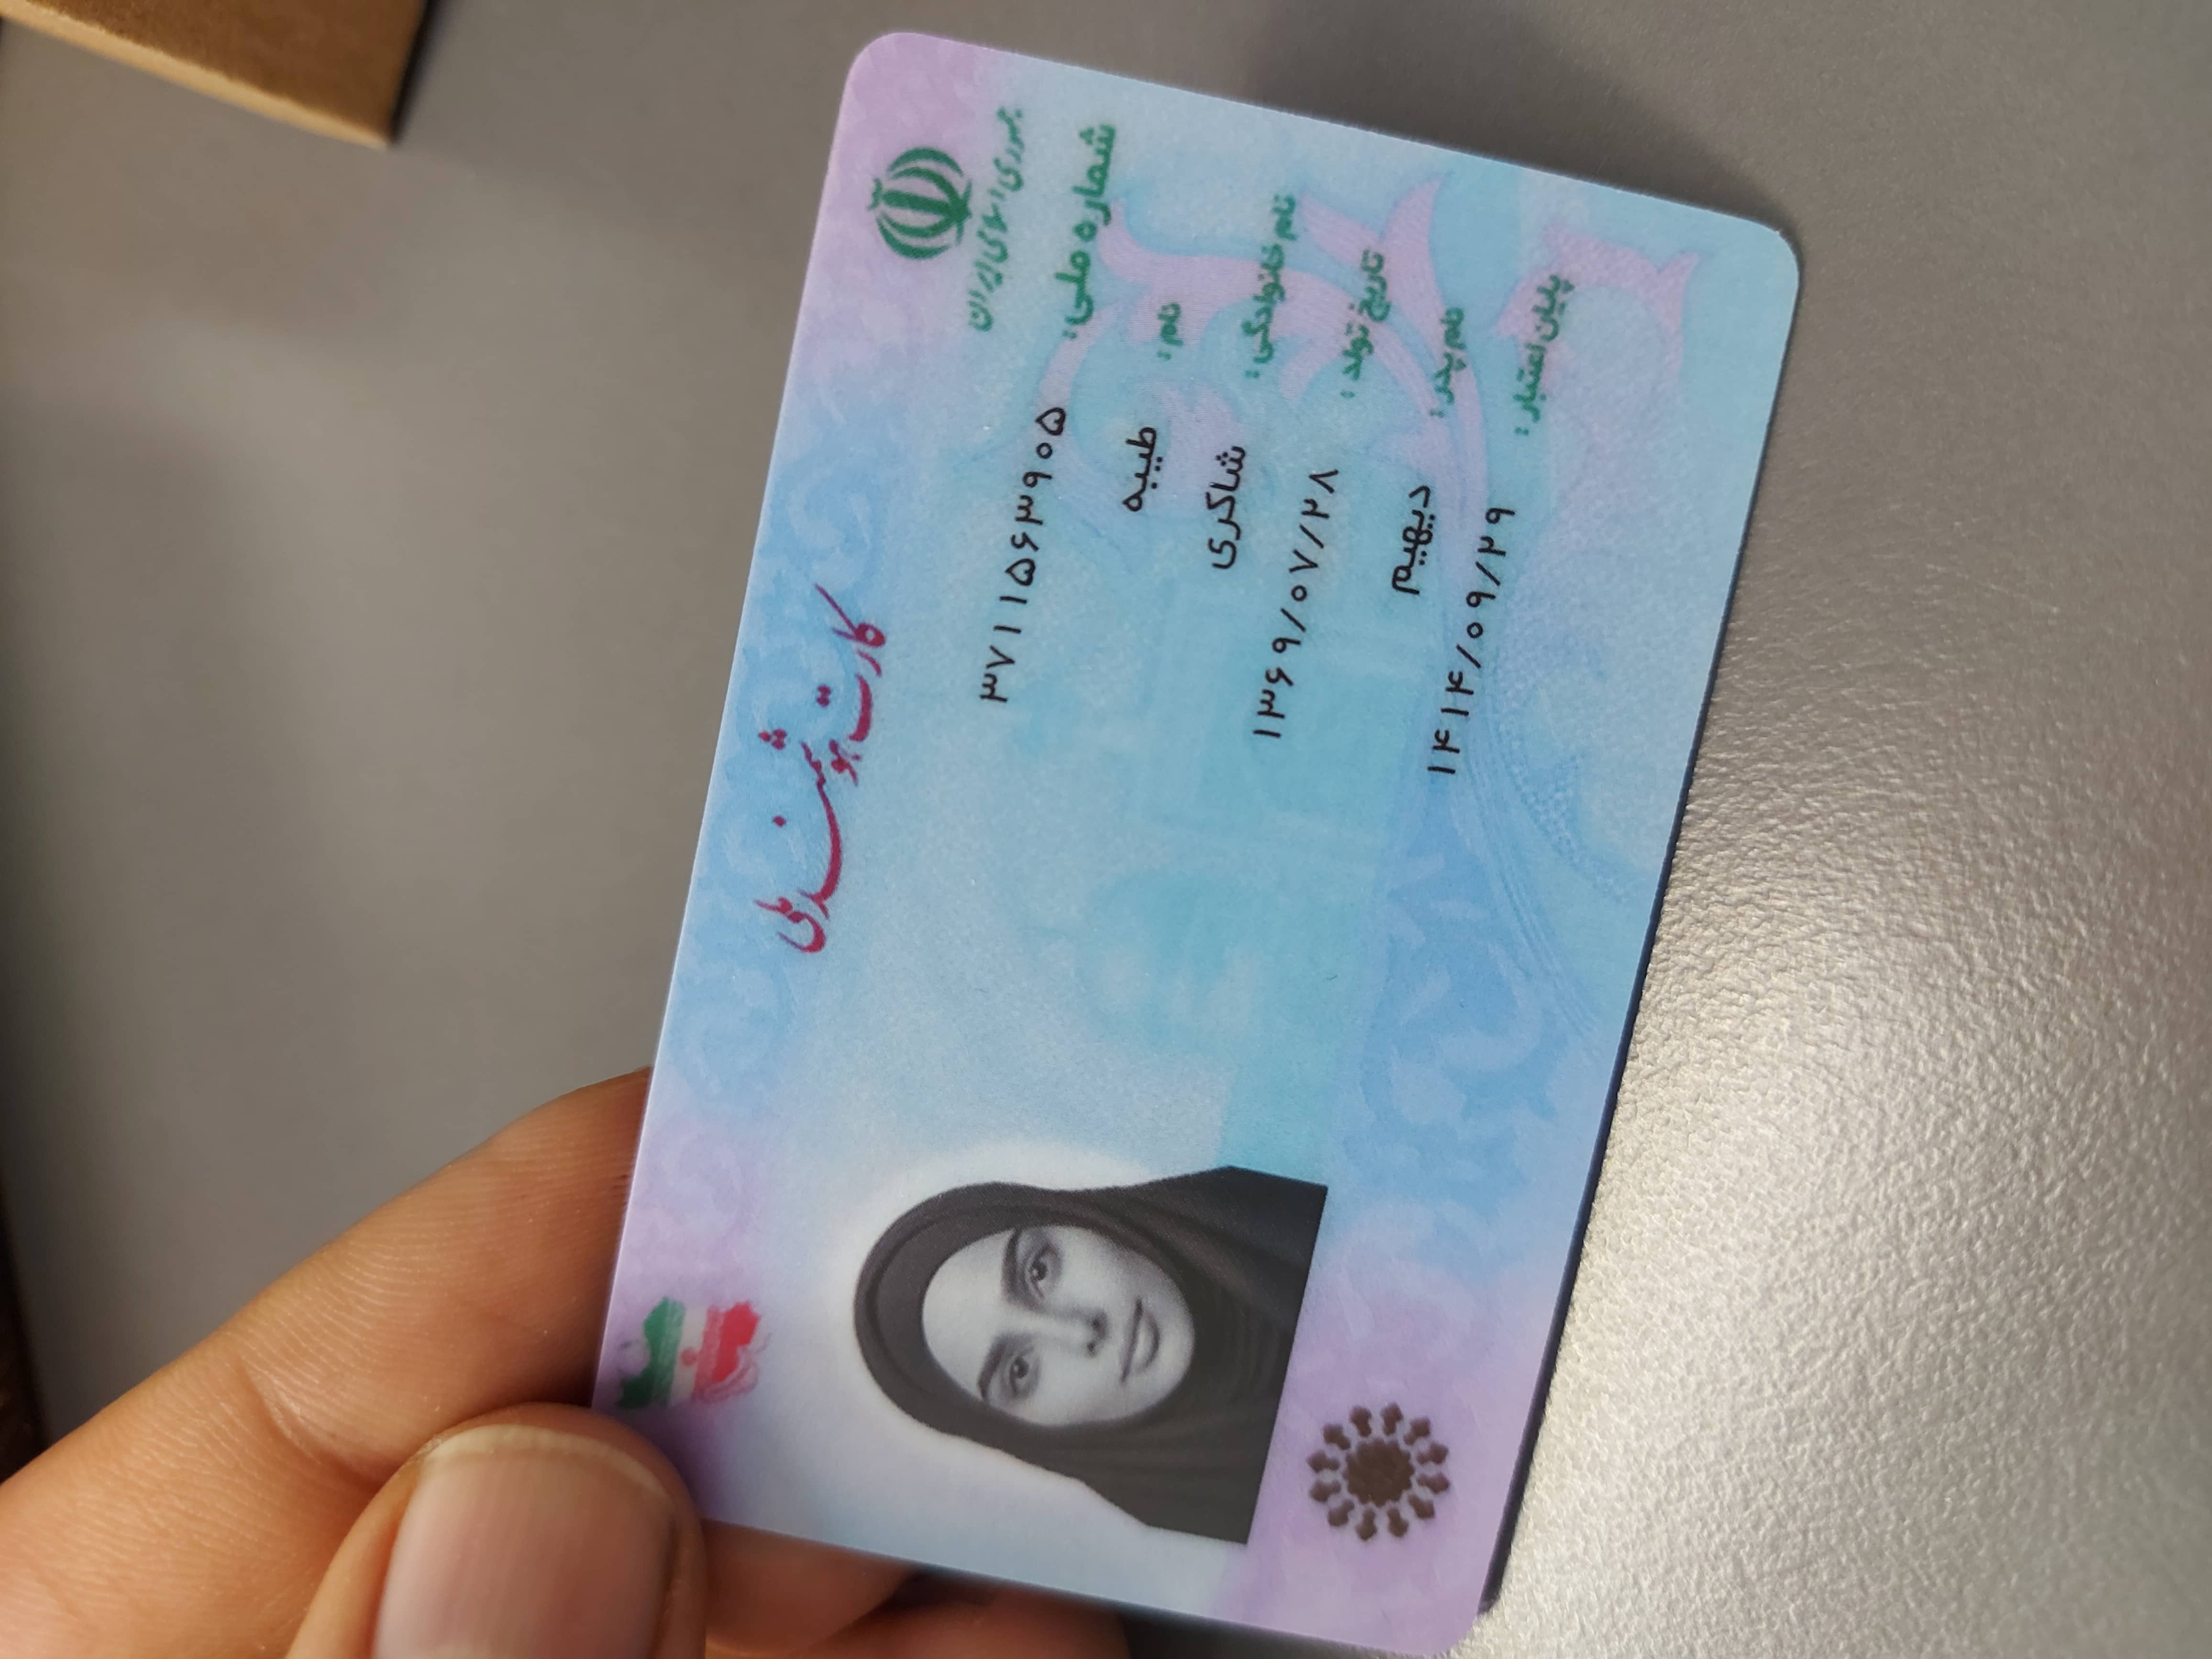 جمهوری اسلامی ایران
کارت هوشمند ملی
شماره ملی: ۳۷۱۱۵۶۳۹۰۵
نام: طیبه
نام خانوادگی: شاکری
تاریخ تولد: ۱۳۶۹/۰۷/۲۸
نام پدر: دیهیم
پایان اعتبار: ۱۴۱۴/۰۹/۲۹